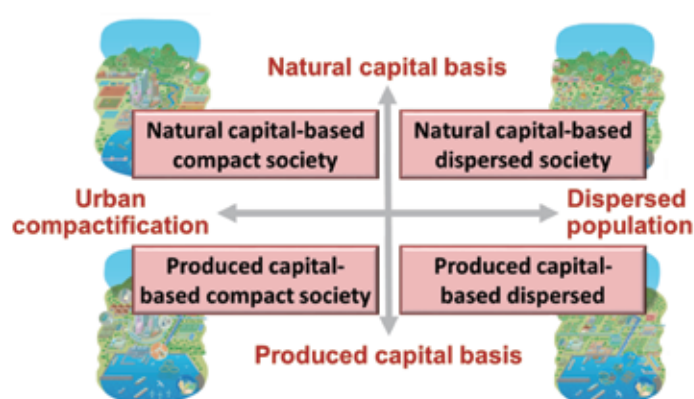 Natural capital basis
Natural capital-based
compact society
Natural capital-based
dispersed society
Urban
compactification
Dispersed
population
Produced capital-
based compact society
Produced capital-
based dispersed
Produced capital basis